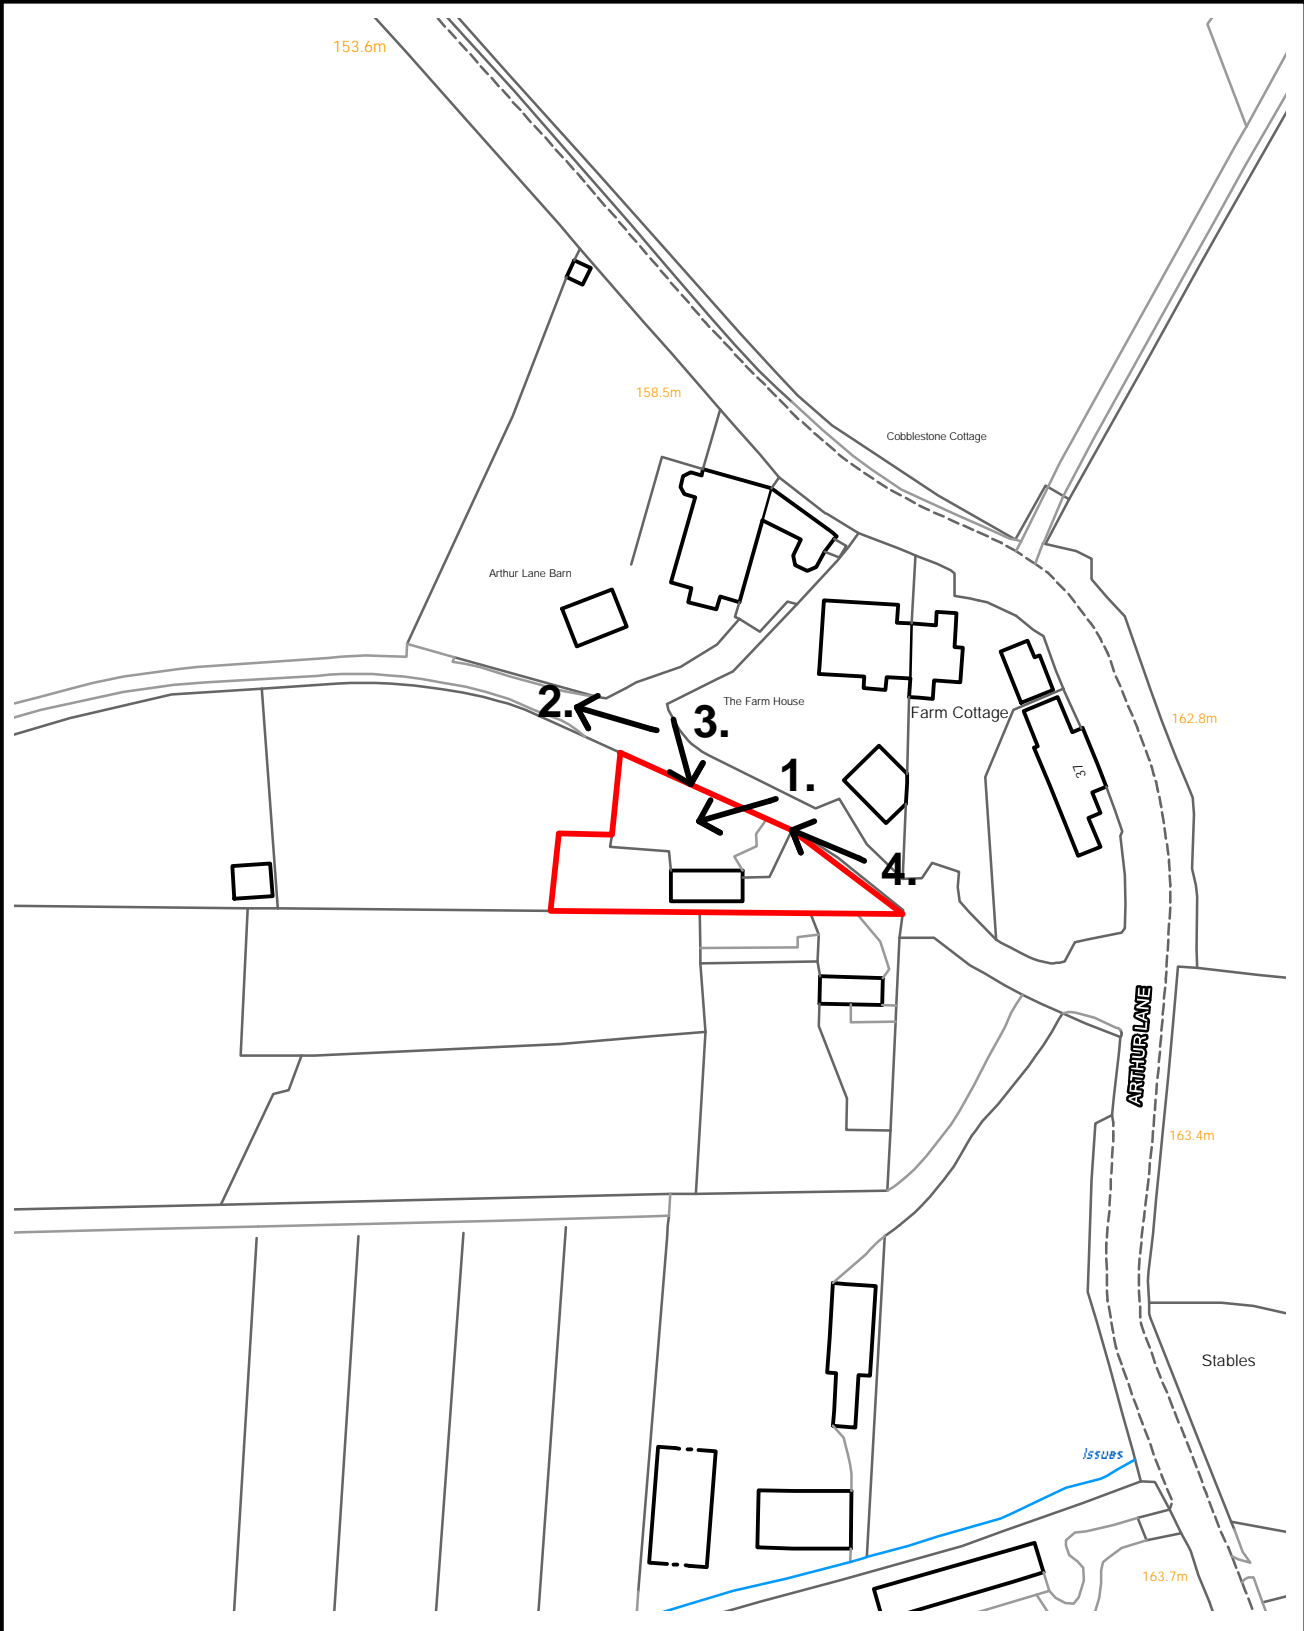 153.6m
158.5m
Cobblestone Cottage
Arthur Lane Barn
2.
The Farm House
3.
Farm Cottage
162.8m
37
1.
4.
ARTHUR LANE
163.4m
Stables
Issues
163.7m